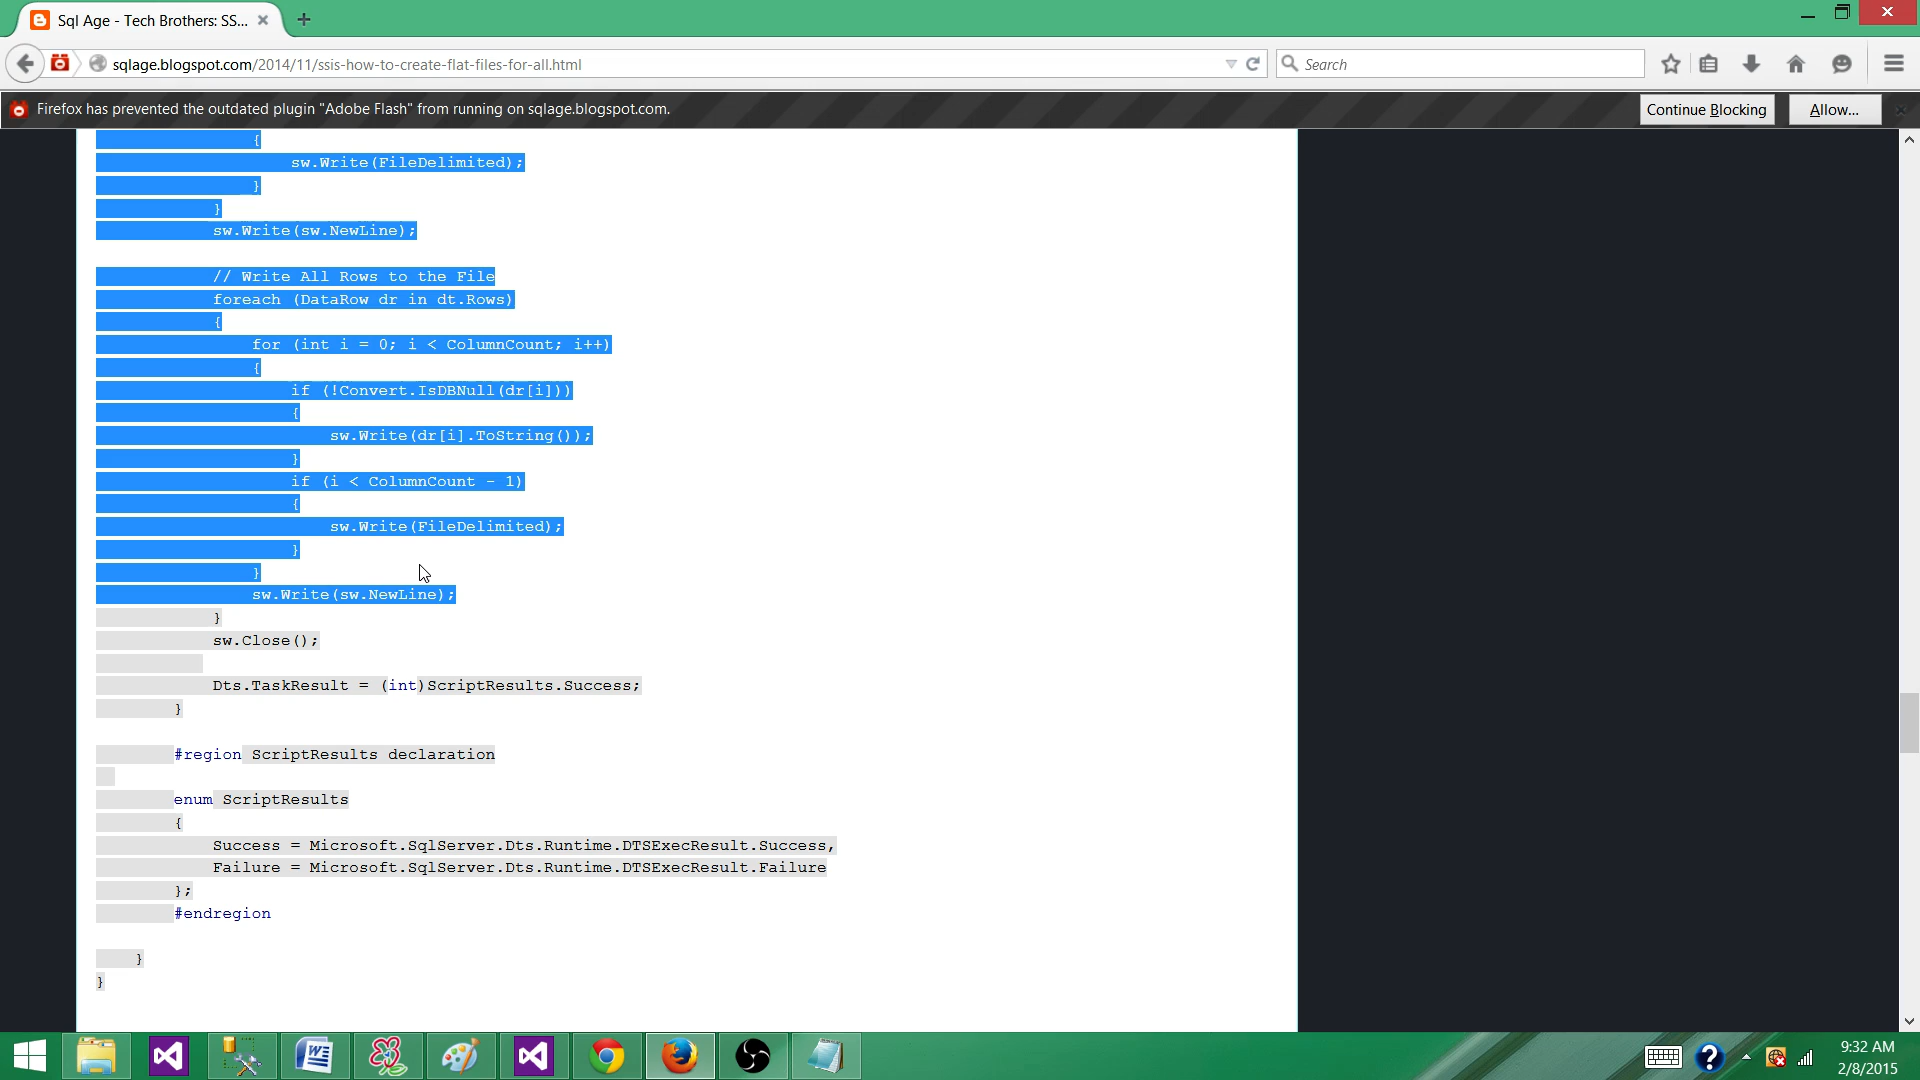 Sql Age - Tech Brothers: SS...
sqlage.blogspot.com/2014/11/ssis-how-to-create-flat-files-for-all.html
Search
Firefox has prevented the outdated plugin "Adobe Flash" from running on sqlage.blogspot.com.
Continue Blocking
Allow...
{
sw.Write(FileDelimited);
}
}
sw.Write(sw.NewLine);
// Write All Rows to the File
foreach (DataRow dr in dt.Rows)
{
for (int i = 0; i < ColumnCount; i++)
{
if (!Convert.IsDBNull(dr[i]))
{
sw.Write(dr[i].ToString());
}
if (i < ColumnCount - 1)
{
sw.Write(FileDelimited);
}
}
sw.Write(sw.NewLine);
}
sw.Close();
Dts.TaskResult = (int)ScriptResults.Success;
}
#region ScriptResults declaration
enum ScriptResults
{
Success = Microsoft.SqlServer.Dts.Runtime.DTSExecResult.Success,
Failure = Microsoft.SqlServer.Dts.Runtime.DTSExecResult.Failure
};
#endregion
}
}
9:32 AM
2/8/2015